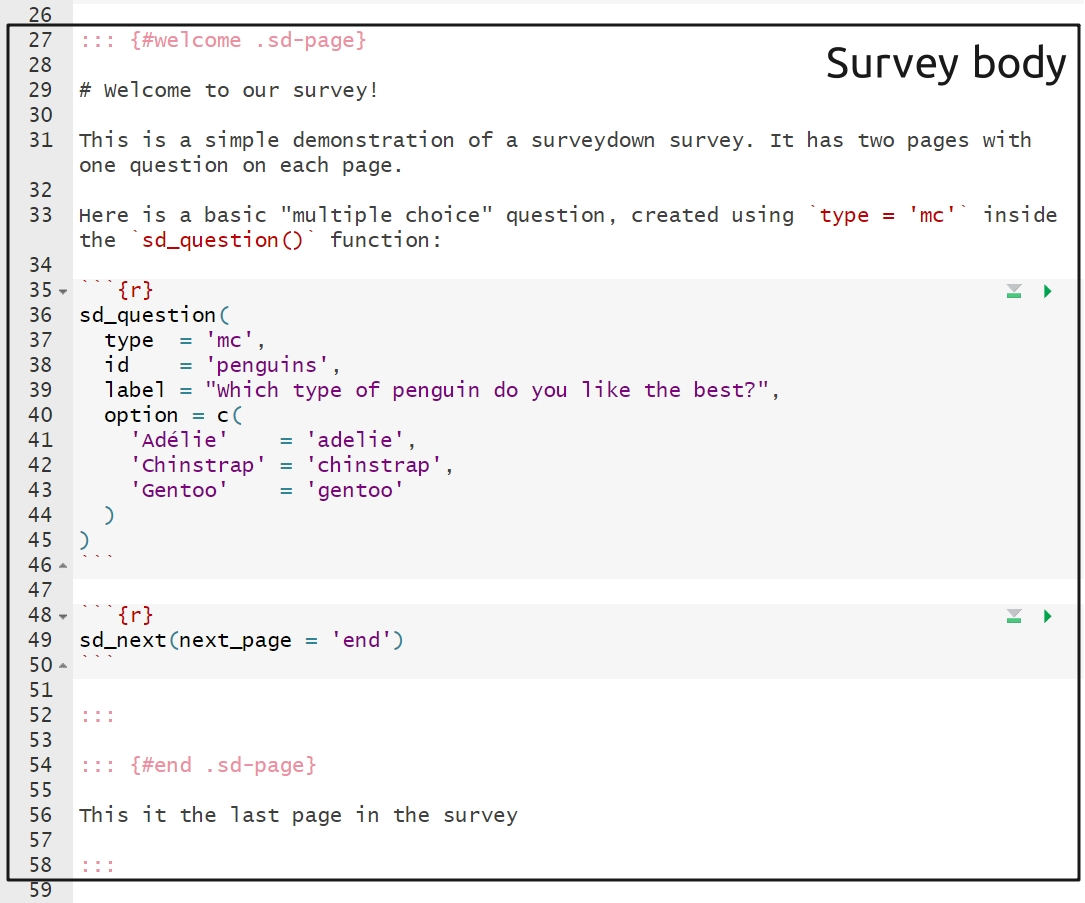 26
27 ::: {#welcome .sd-page}
Survey body
28
29 # Welcome to our survey!
30
31 This is a simple demonstration of a surveydown survey. It has two pages with
one question on each page.
32
33 Here is a basic "multiple choice" question, created using `type = 'mc'` inside
the `sd_question()` function:
34
35 ```{r}
36 sd_question(
37   type  = 'mc',
38   id    = 'penguins',
39   label = "Which type of penguin do you like the best?",
40   option = c(
41     'Adélie'    = 'adelie',
42     'Chinstrap' = 'chinstrap',
43     'Gentoo'    = 'gentoo'
44   )
45 )
46 ```
47
48 ```{r}
49 sd_next(next_page = 'end')
50 ```
51
52 :::
53
54 ::: {#end .sd-page}
55
56 This it the last page in the survey
57
58 :::
59